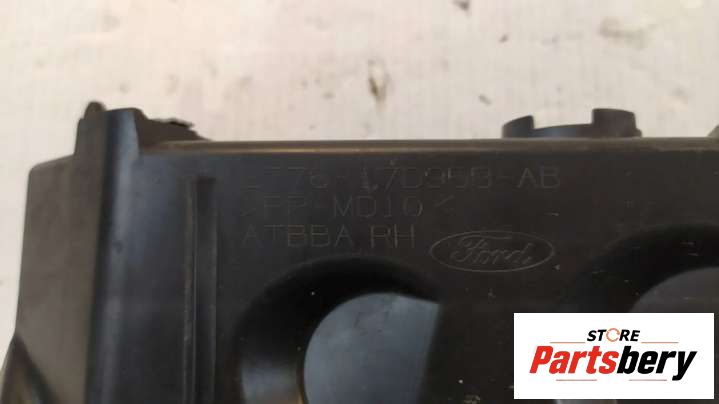 -17D958-AB
>PP-MD10<
ATBBA RH
Ford
STORE
Partsbery